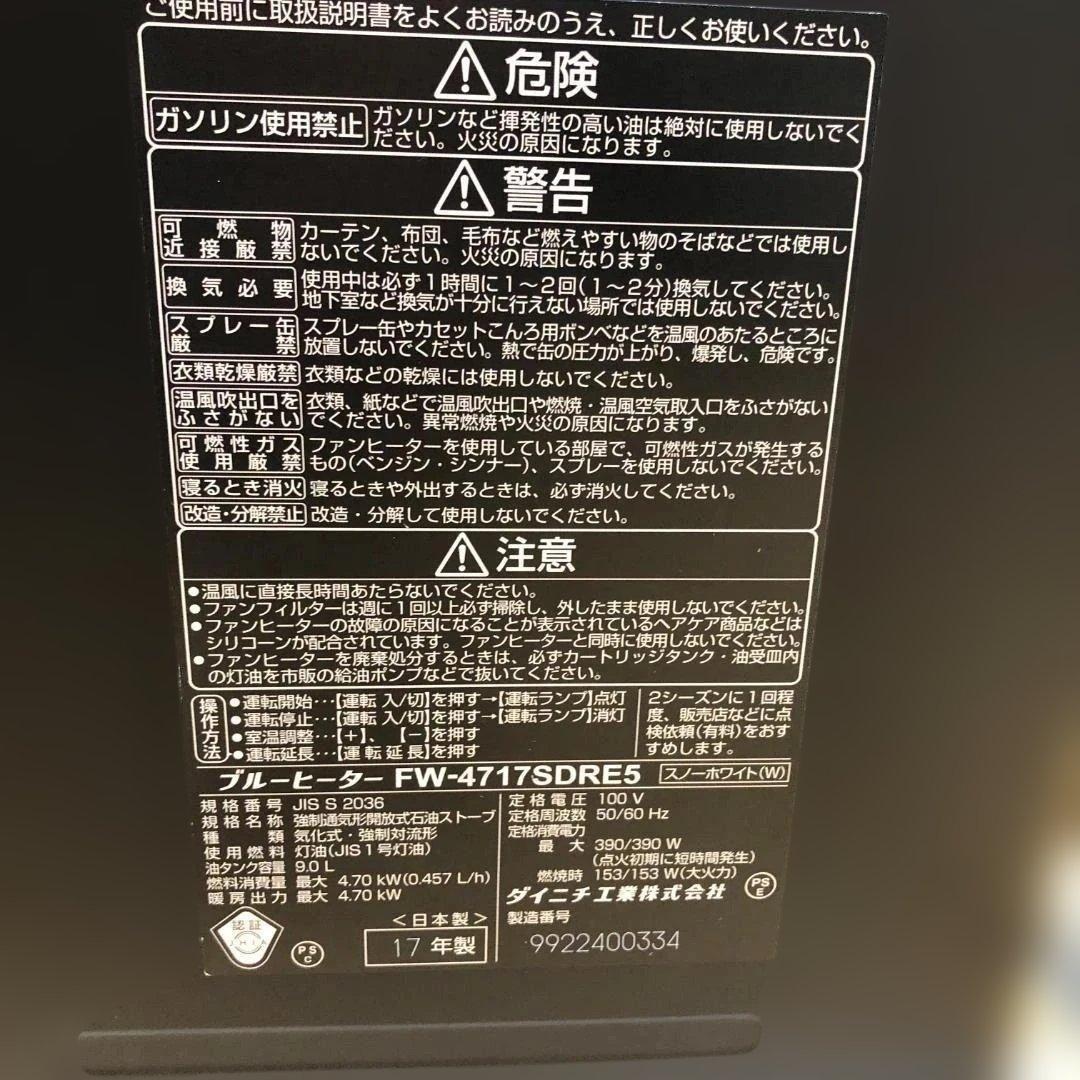 ご使用前に取扱説明書をよくお読みのうえ、正しくお使いください。
危険
ガソリン使用禁止
ガソリンなど揮発性の高い油は絶対に使用しないでく
ださい。火災の原因になります。
警告
可燃物
近接厳禁
カーテン、布団、毛布など燃えやすい物のそばなどでは使用し
ないでください。火災の原因になります。
換気必要
使用中は必ず1時間に1～2回(1～2分)換気してください。
地下室など換気が十分に行えない場所では使用しないでください。
スプレー缶
厳禁
スプレー缶やカセットこんろ用ボンベなどを温風のあたるところに
放置しないでください。熱で缶の圧力が上がり、爆発し、危険です。
衣類乾燥厳禁
衣類などの乾燥には使用しないでください。
温風吹出口を
ふさがない
衣類、紙などで温風吹出口や燃焼・温風空気取入口をふさがない
でください。異常燃焼や火災の原因になります。
可燃性ガス
使用厳禁
ファンヒーターを使用している部屋で、可燃性ガスが発生する
もの(ベンジン・シンナー)、スプレーを使用しないでください。
寝るとき消火
寝るときや外出するときは、必ず消火してください。
改造・分解禁止
改造・分解して使用しないでください。
注意
●温風に直接長時間あたらないでください。
●ファンフィルターは週に1回以上必ず掃除し、外したまま使用しないでください。
●ファンヒーターの故障の原因になることが表示されているヘアケア商品などは
シリコーンが配合されています。ファンヒーターと同時に使用しないでください。
●ファンヒーターを廃棄処分するときは、必ずカートリッジタンク・油受皿内
の灯油を市販の給油ポンプなどで抜いてください。
操作方法
●運転開始…【運転 入/切】を押す→【運転ランプ】点灯
●運転停止…【運転 入/切】を押す→【運転ランプ】消灯
●室温調整…【＋】、【－】を押す
●運転延長…【運転延長】を押す
2シーズンに1回程
度、販売店などに点
検依頼(有料)をおす
すめします。
ブルーヒーター FW-4717SDRE5 スノーホワイト(W)
規格番号 JIS S 2036
規格名称 強制通気形開放式石油ストーブ
種類 気化式・強制対流形
使用燃料 灯油(JIS1号灯油)
油タンク容量 9.0 L
燃料消費量 最大 4.70 kW(0.457 L/h)
暖房出力 最大 4.70 kW
定格電圧 100 V
定格周波数 50/60 Hz
定格消費電力
最大 390/390 W
(点火初期に短時間発生)
燃焼時 153/153 W(大火力)
ダイニチ工業株式会社
PS
E
認証
JHIA
PS
C
＜日本製＞
17 年製
製造番号
9922400334